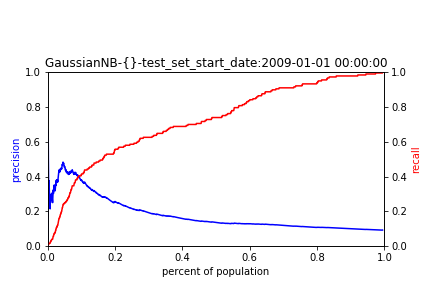 GaussianNB-{}-test_set_start_date:2009-01-01 00:00:00
1.0
0.8
0.6
0.4
0.2
0.0
precision
1.0
0.8
0.6
0.4
0.2
0.0
recall
0.0 0.2 0.4 0.6 0.8 1.0
percent of population